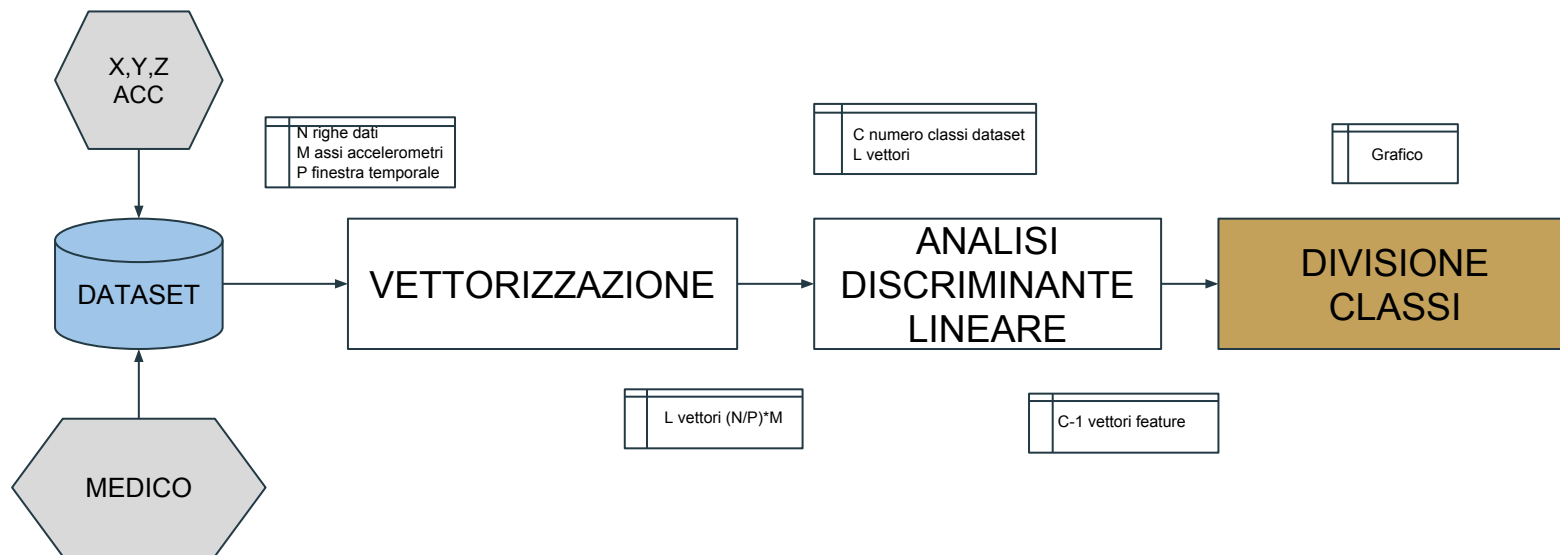 X,Y,Z
ACC
N righe dati
M assi accelerometri
P finestra temporale
C numero classi dataset
L vettori
Grafico
DATASET
VETTORIZZAZIONE
ANALISI
DISCRIMINANTE
LINEARE
DIVISIONE
CLASSI
L vettori (N/P)*M
C-1 vettori feature
MEDICO